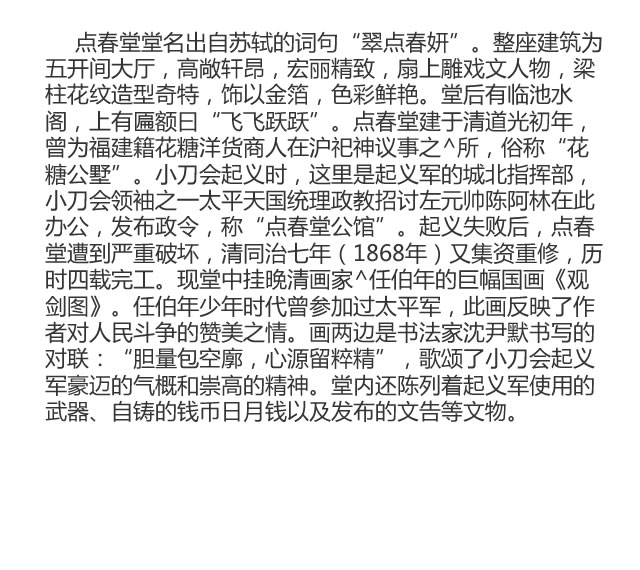 点春堂堂名出自苏轼的词句“翠点春妍”。整座建筑为
五开间大厅，高敞轩昂，宏丽精致，扇上雕戏文人物，梁
柱花纹造型奇特，饰以金箔，色彩鲜艳。堂后有临池水
阁，上有匾额曰“飞飞跃跃”。点春堂建于清道光初年，
曾为福建籍花糖洋货商人在沪祀神议事之^所，俗称“花
糖公墅”。小刀会起义时，这里是起义军的城北指挥部，
小刀会领袖之一太平天国统理政教招讨左元帅陈阿林在此
办公，发布政令，称“点春堂公馆”。起义失败后，点春
堂遭到严重破坏，清同治七年（1868年）又集资重修，历
时四载完工。现堂中挂晚清画家^任伯年的巨幅国画《观
剑图》。任伯年少年时代曾参加过太平军，此画反映了作
者对人民斗争的赞美之情。画两边是书法家沈尹默书写的
对联：“胆量包空廓，心源留粹精”，歌颂了小刀会起义
军豪迈的气概和崇高的精神。堂内还陈列着起义军使用的
武器、自铸的钱币日月钱以及发布的文告等文物。